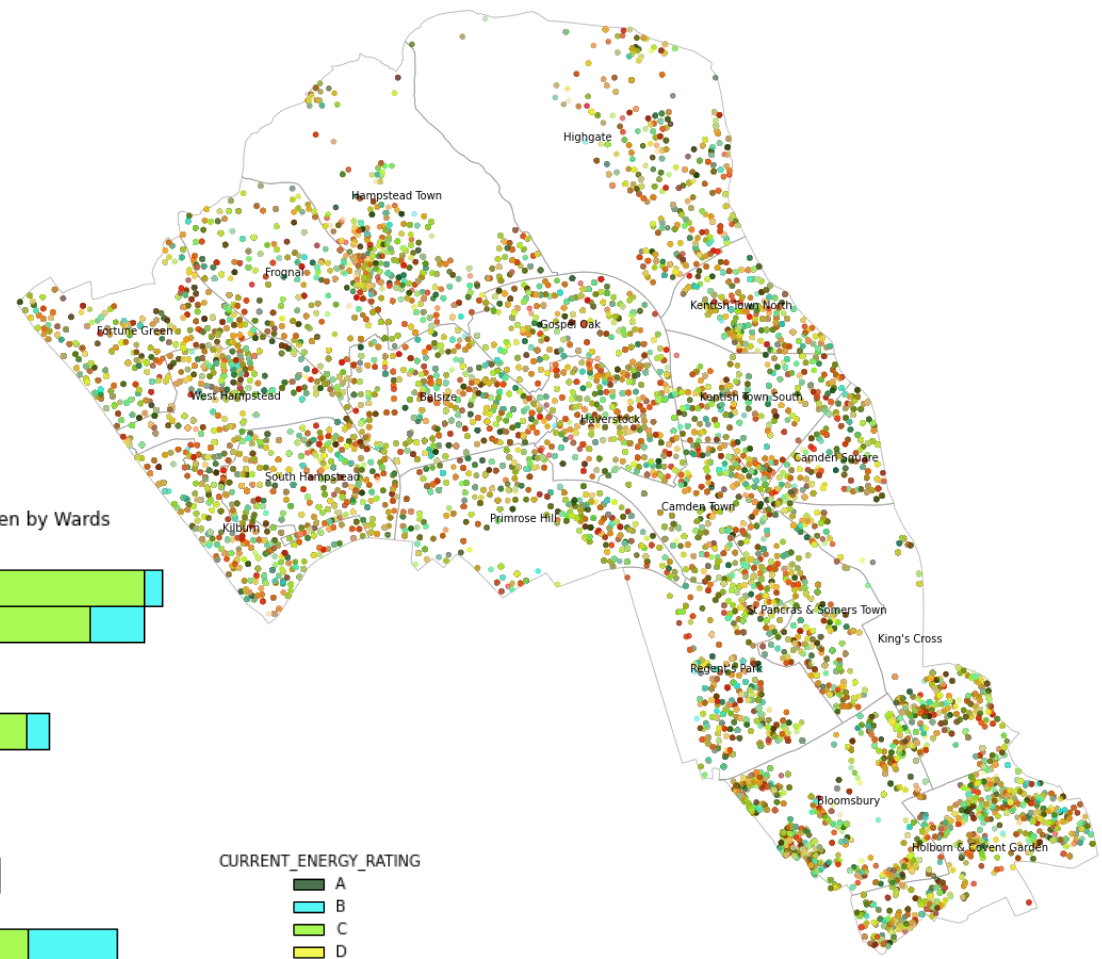 Highgate
Hampstead Town
Frognal
Kentish Town North
Gospel Oak
Fortune Green
West Hampstead
Belsize
Kentish Town South
Haverstock
Camden Square
South Hampstead
Camden Town
Primrose Hill
en by Wards
Kilburn
St Pancras & Somers Town
King's Cross
Regent's Park
Bloomsbury
Holborn & Covent Garden
CURRENT_ENERGY_RATING
A
B
C
D